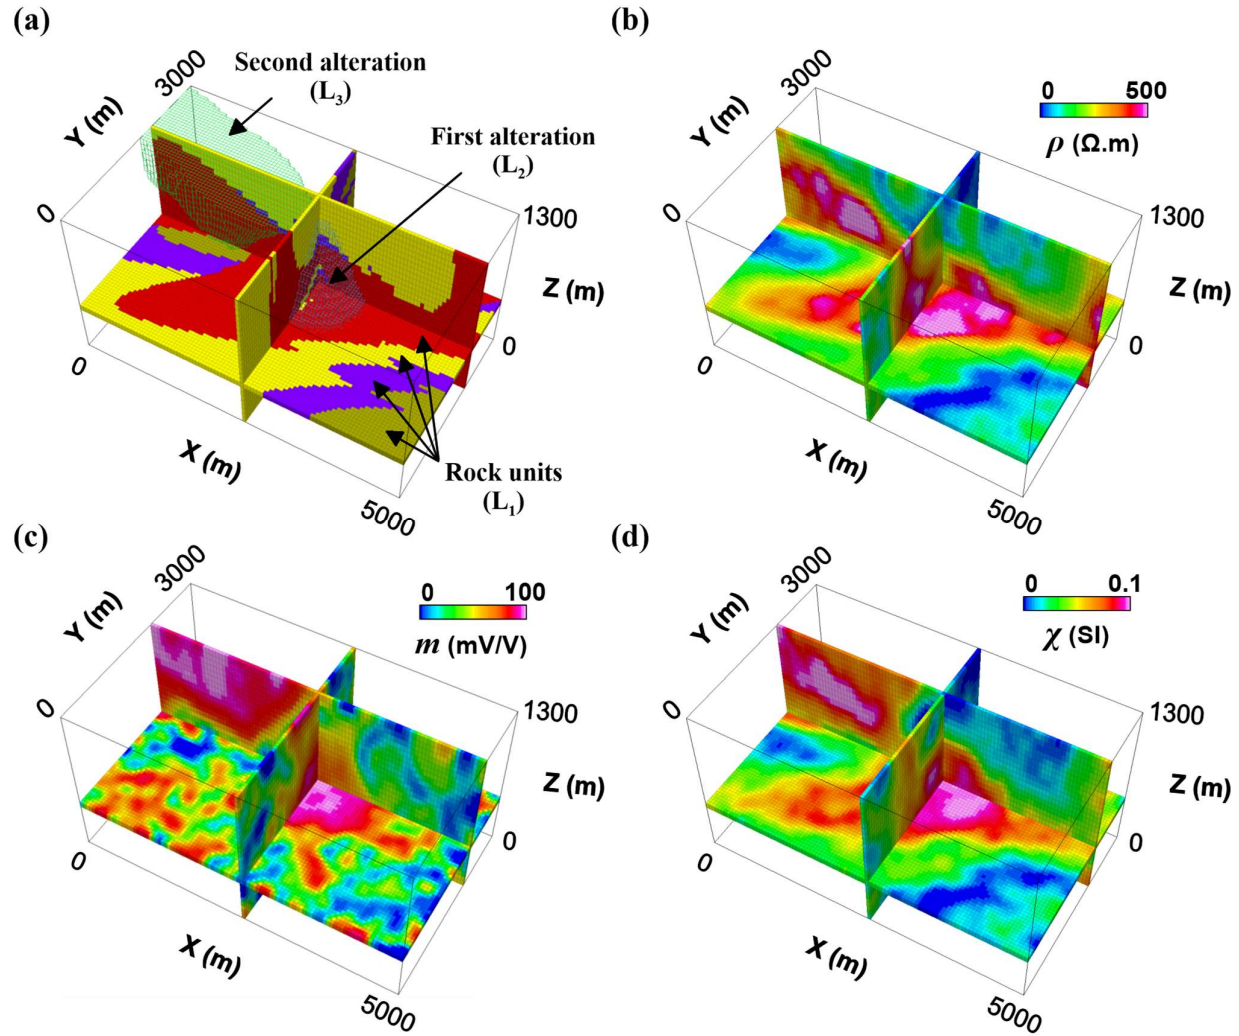 (a)
Second alteration
(L₃)
3000
Y (m)
First alteration
(L₂)
0
1300
Z (m)
0
0
X (m)
Rock units
(L₁)
5000
(b)
3000
0 500
ρ (Ω.m)
Y (m)
0
1300
Z (m)
0
0
X (m)
5000
(c)
3000
0 100
m (mV/V)
Y (m)
0
1300
Z (m)
0
0
X (m)
5000
(d)
3000
0 0.1
χ (SI)
Y (m)
0
1300
Z (m)
0
0
X (m)
5000